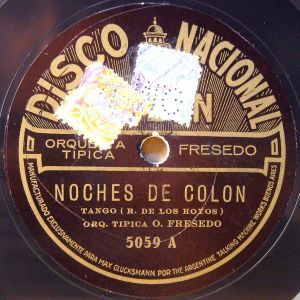 DISCO NACIONAL
ORQUESTA
TIPICA
FRESEDO
NOCHES DE COLON
TANGO (R. DE LOS HOYOS)
ORQ. TIPICA O. FRESEDO
5059 A
MANUFACTURADO EXCLUSIVAMENTE PARA MAX GLUCKSMANN POR THE ARGENTINE TALKING MACHINE WORKS BUENOS AIRES